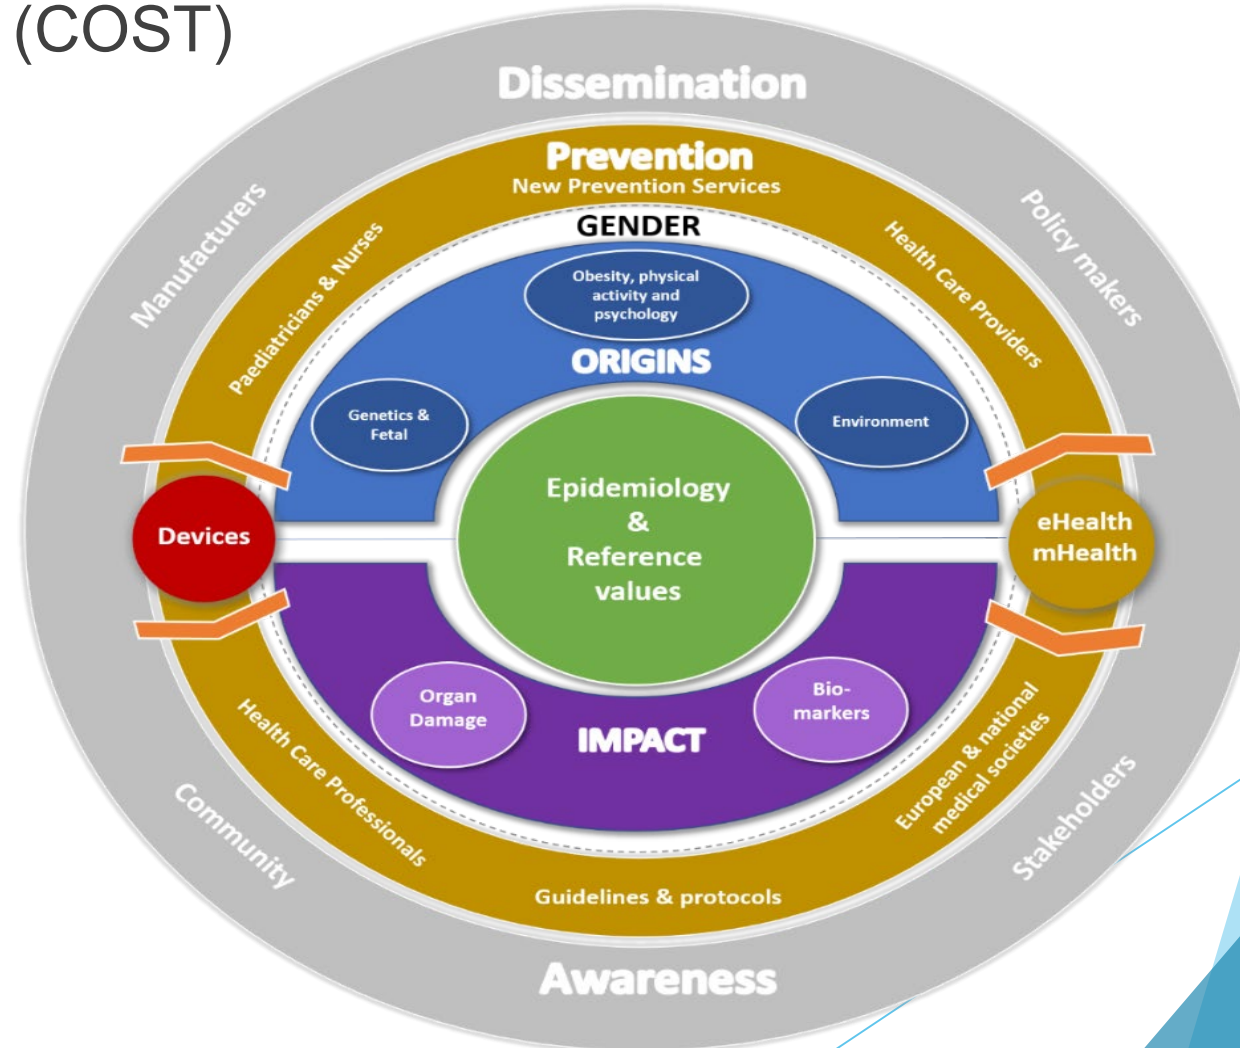 (COST)
Dissemination
Prevention
New Prevention Services
GENDER
Manufacturers
Policy makers
Paediatricians & Nurses
Health Care Providers
Obesity, physical
activity and
psychology
ORIGINS
Genetics &
Fetal
Environment
Epidemiology
&
Reference
values
Devices
eHealth
mHealth
Organ
Damage
Bio-
markers
IMPACT
Health Care Professionals
European & national
medical societies
Community
Stakeholders
Guidelines & protocols
Awareness